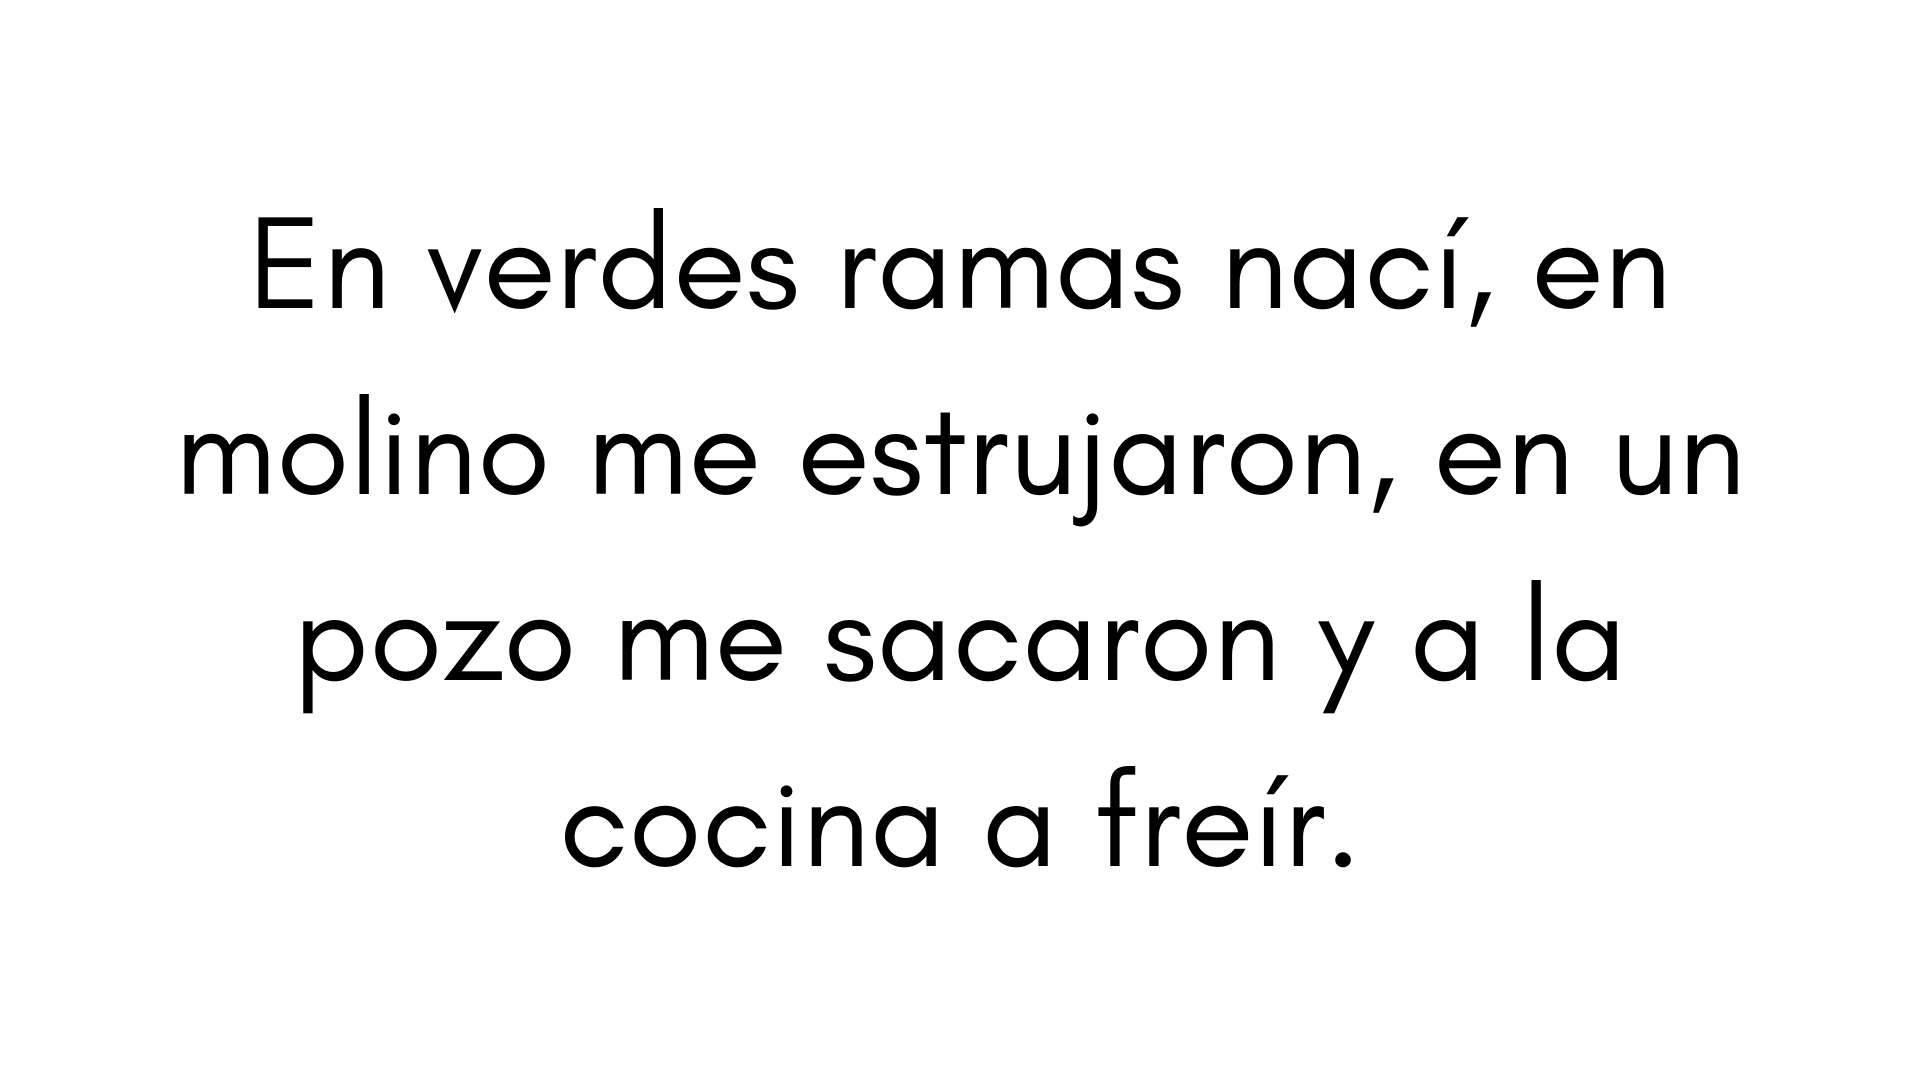 En verdes ramas nací, en
molino me estrujaron, en un
pozo me sacaron y a la
cocina a freír.